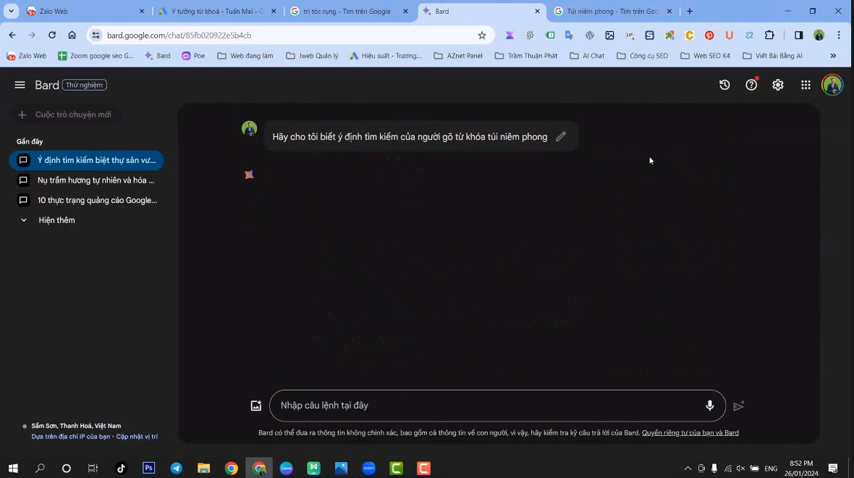 Zalo Web
Ý tưởng từ khoá - Tuấn Mai - G
trị tóc rụng - Tìm trên Google
Bard
Túi niêm phong - Tìm trên Goo
bard.google.com/chat/85fb020922e5b4cb
Zalo Web
Zoom google seo G...
Bard
Poe
Web đang làm
Jweb Quản lý
Hiệu suất - Trương...
AZnet Panel
Trầm Thuận Phát
AI Chat
Công cụ SEO
Web SEO K4
Viết Bài Bằng AI
Bard Thử nghiệm
Cuộc trò chuyện mới
Gần đây
Ý định tìm kiếm biệt thự sân vư...
Nụ trầm hương tự nhiên và hóa ...
10 thực trạng quảng cáo Google...
Hiện thêm
Hãy cho tôi biết ý định tìm kiếm của người gõ từ khóa túi niêm phong
Nhập câu lệnh tại đây
Bard có thể đưa ra thông tin không chính xác, bao gồm cả thông tin về con người, vì vậy, hãy kiểm tra kỹ câu trả lời của Bard. Quyền riêng tư của bạn và Bard
Sầm Sơn, Thanh Hoá, Việt Nam
Dựa trên địa chỉ IP của bạn • Cập nhật vị trí
ENG
8:52 PM
26/01/2024